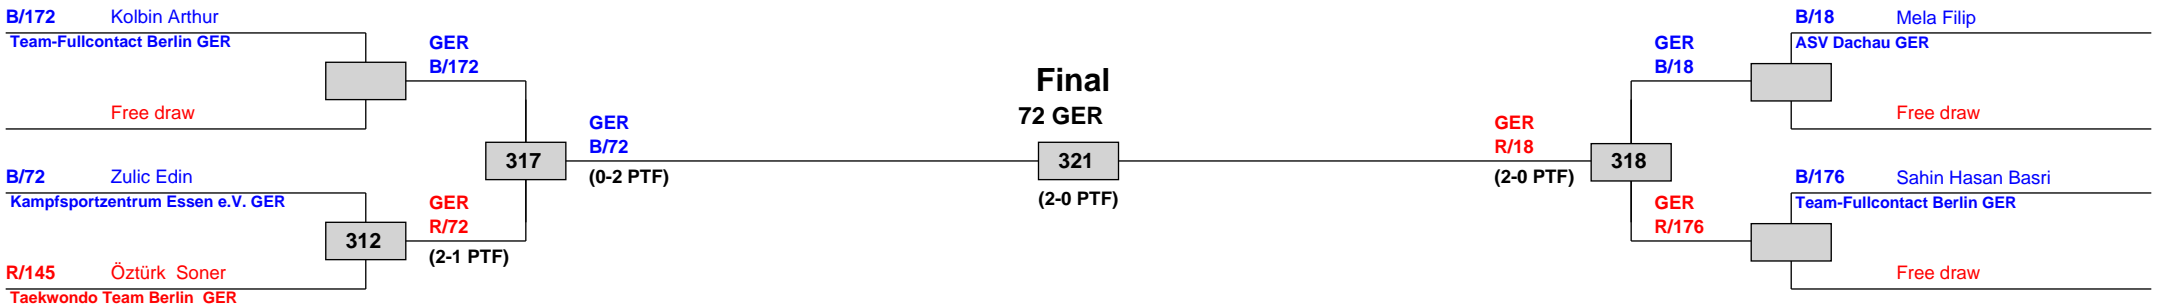 B/172 Kolbin Arthur
Team-Fullcontact Berlin GER
GER
B/172
Free draw
B/72 Zulic Edin
Kampfsportzentrum Essen e.V. GER
GER
R/72
312
(2-1 PTF)
R/145 Öztürk Soner
Taekwondo Team Berlin GER
317
GER
B/72
(0-2 PTF)
Final
72 GER
321
(2-0 PTF)
GER
R/18
(2-0 PTF)
318
GER
B/18
GER
R/176
B/18 Mela Filip
ASV Dachau GER
Free draw
B/176 Sahin Hasan Basri
Team-Fullcontact Berlin GER
Free draw